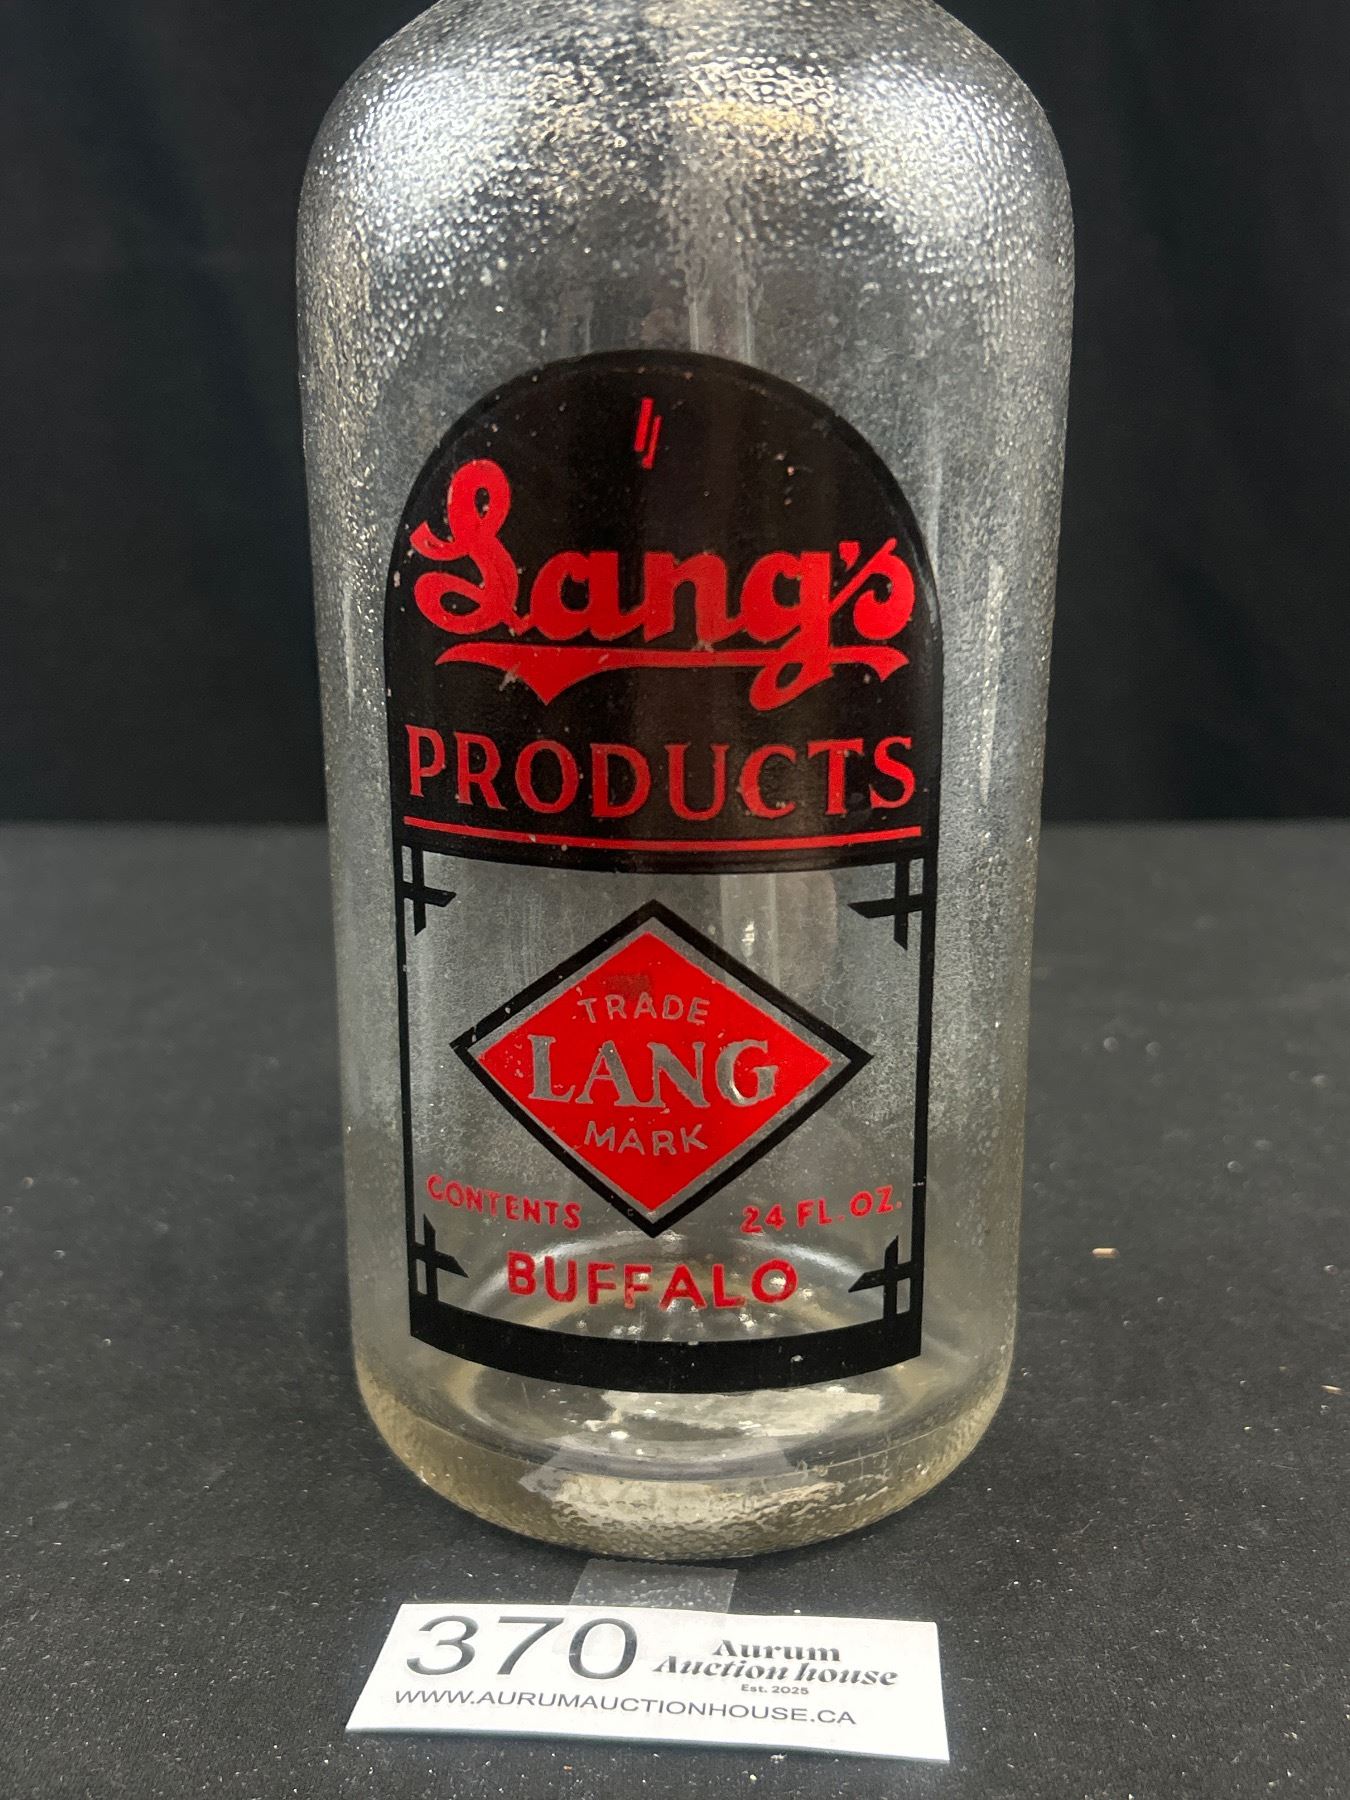 Lang's
PRODUCTS
TRADE
LANG
MARK
CONTENTS 24 FL. OZ.
BUFFALO
370 Aurum
Auction house
Est. 2025
WWW.AURUMAUCTIONHOUSE.CA